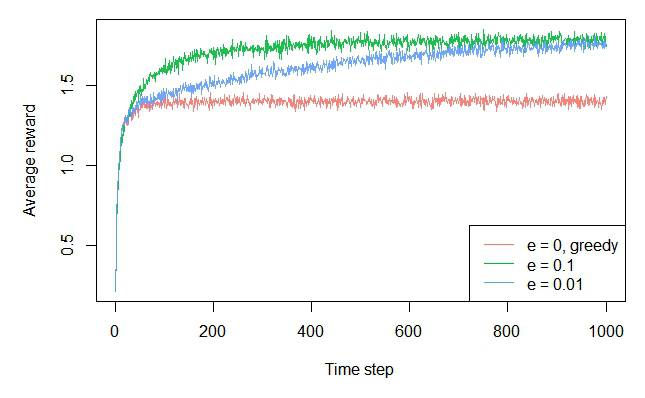 Average reward
1.5
1.0
0.5
e = 0, greedy
e = 0.1
e = 0.01
0 200 400 600 800 1000
Time step